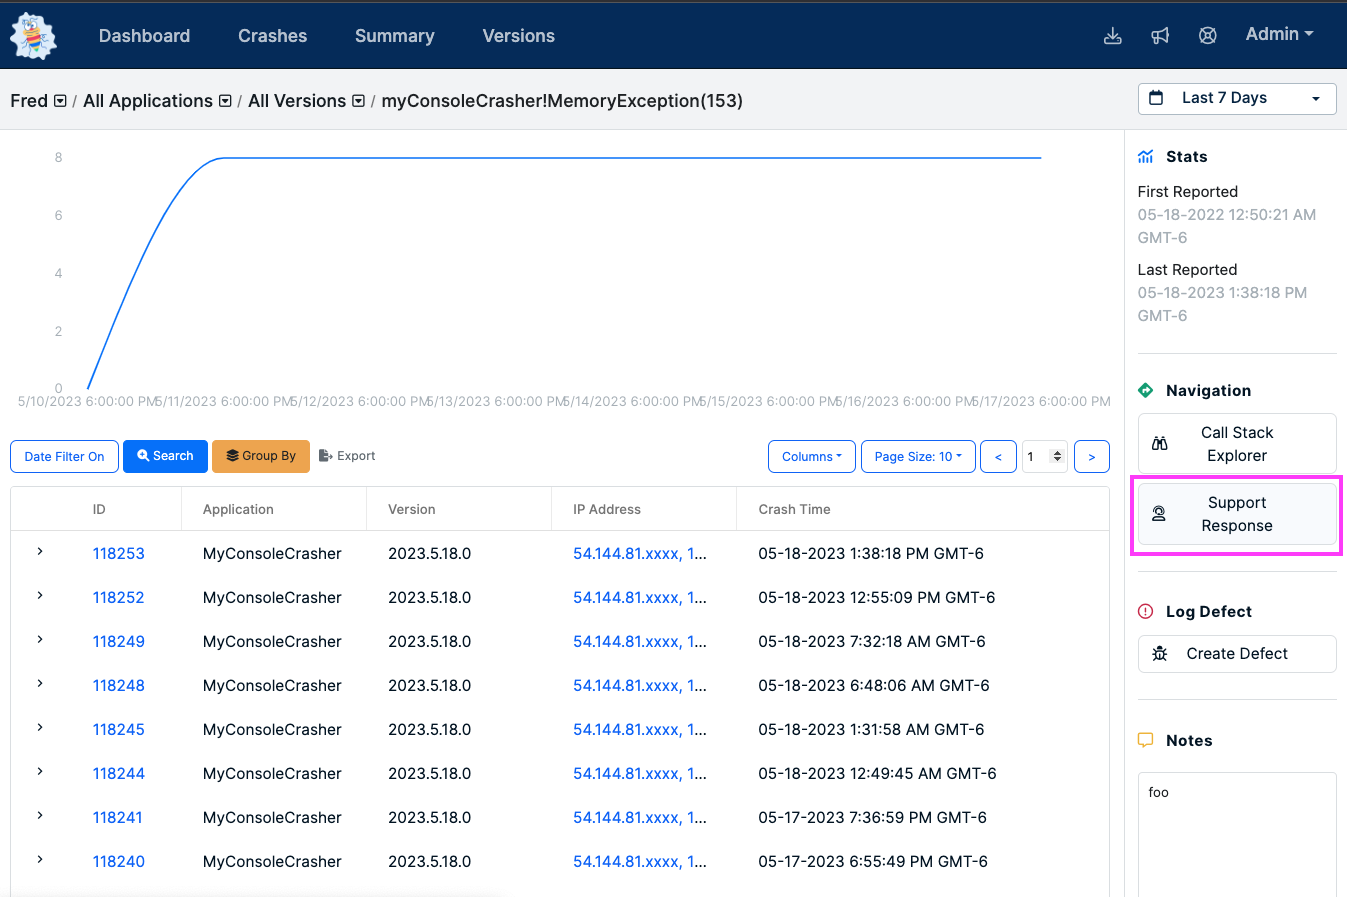 Dashboard Crashes Summary Versions Admin
Fred / All Applications / All Versions / myConsoleCrasher!MemoryException(153)
Last 7 Days
8
6
4
2
0
5/10/2023 6:00:00 PM 5/11/2023 6:00:00 PM 5/12/2023 6:00:00 PM 5/13/2023 6:00:00 PM 5/14/2023 6:00:00 PM 5/15/2023 6:00:00 PM 5/16/2023 6:00:00 PM 5/17/2023 6:00:00 PM
Date Filter On Search Group By Export Columns Page Size: 10 < 1 >
ID Application Version IP Address Crash Time
118253 MyConsoleCrasher 2023.5.18.0 54.144.81.xxxx, 1... 05-18-2023 1:38:18 PM GMT-6
118252 MyConsoleCrasher 2023.5.18.0 54.144.81.xxxx, 1... 05-18-2023 12:55:09 PM GMT-6
118249 MyConsoleCrasher 2023.5.18.0 54.144.81.xxxx, 1... 05-18-2023 7:32:18 AM GMT-6
118248 MyConsoleCrasher 2023.5.18.0 54.144.81.xxxx, 1... 05-18-2023 6:48:06 AM GMT-6
118245 MyConsoleCrasher 2023.5.18.0 54.144.81.xxxx, 1... 05-18-2023 1:31:58 AM GMT-6
118244 MyConsoleCrasher 2023.5.18.0 54.144.81.xxxx, 1... 05-18-2023 12:49:45 AM GMT-6
118241 MyConsoleCrasher 2023.5.18.0 54.144.81.xxxx, 1... 05-17-2023 7:36:59 PM GMT-6
118240 MyConsoleCrasher 2023.5.18.0 54.144.81.xxxx, 1... 05-17-2023 6:55:49 PM GMT-6
Stats
First Reported
05-18-2022 12:50:21 AM
GMT-6
Last Reported
05-18-2023 1:38:18 PM
GMT-6
Navigation
Call Stack
Explorer
Support
Response
Log Defect
Create Defect
Notes
foo